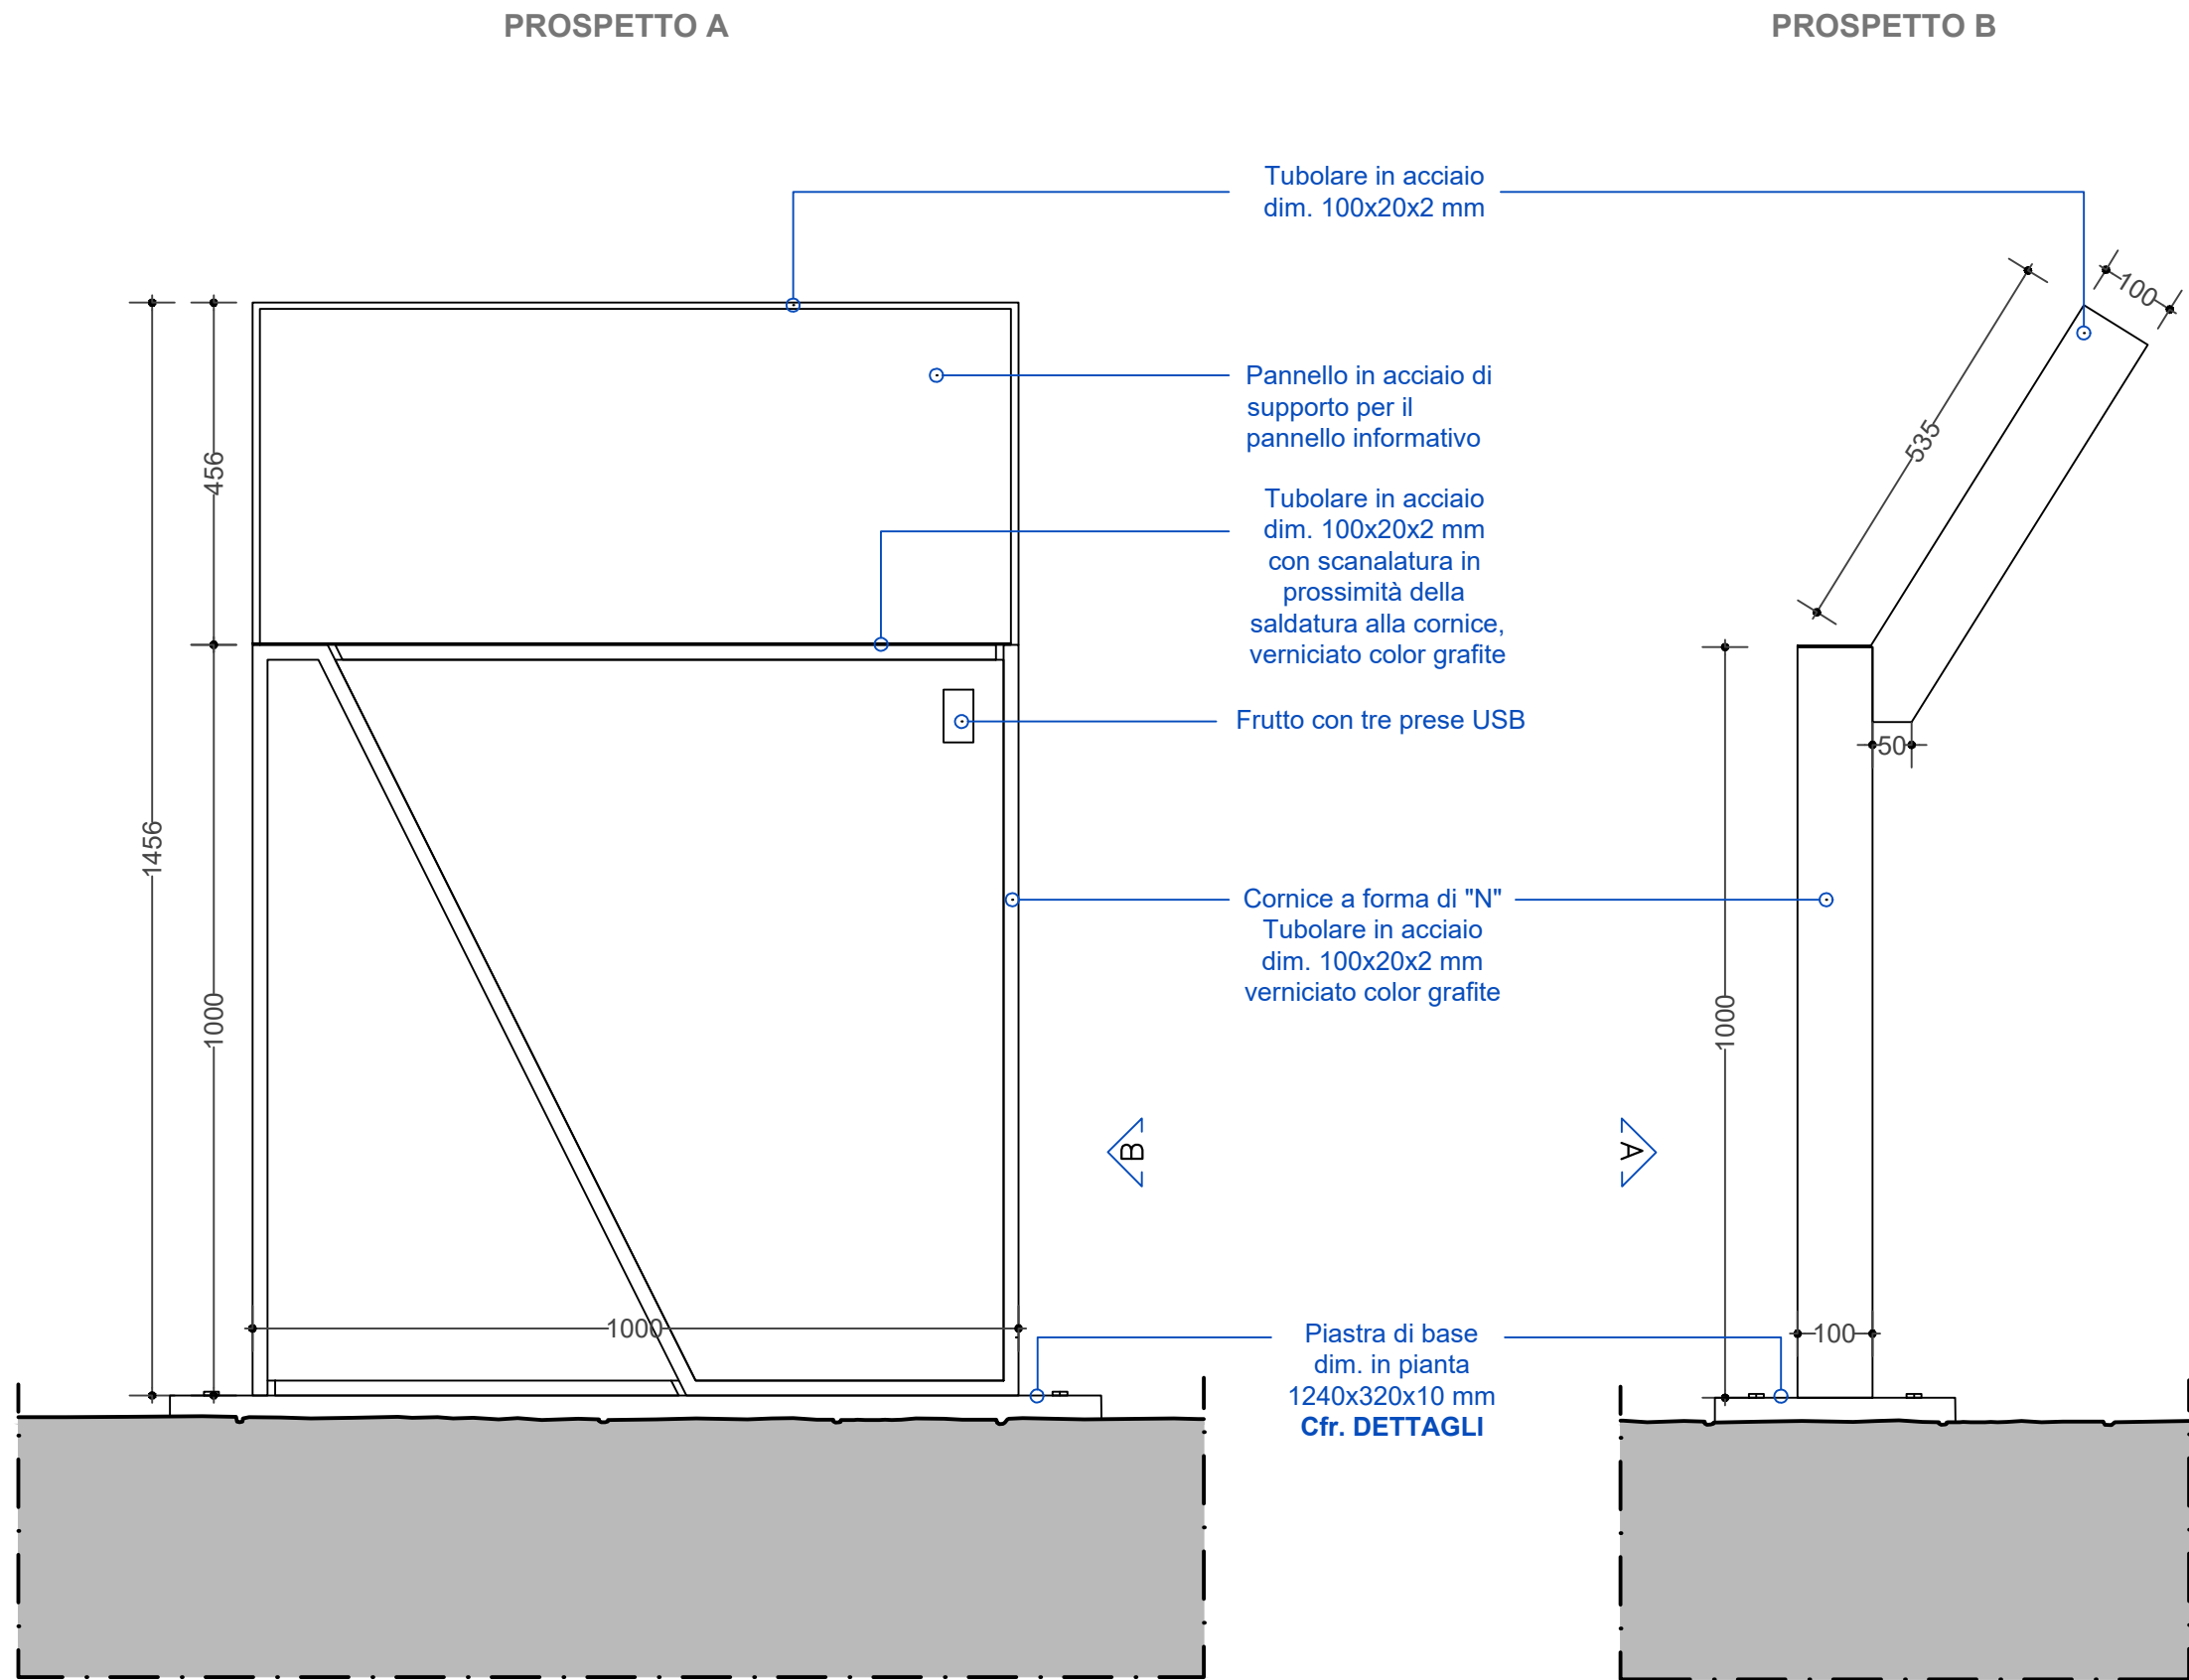 PROSPETTO A
PROSPETTO B
Tubolare in acciaio
dim. 100x20x2 mm
Pannello in acciaio di
supporto per il
pannello informativo
Tubolare in acciaio
dim. 100x20x2 mm
con scanalatura in
prossimità della
saldatura alla cornice,
verniciato color grafite
Frutto con tre prese USB
Cornice a forma di "N"
Tubolare in acciaio
dim. 100x20x2 mm
verniciato color grafite
Piastra di base
dim. in pianta
1240x320x10 mm
Cfr. DETTAGLI
1456
456
1000
1000
B
A
535
100
50
1000
100